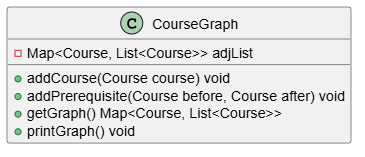 C CourseGraph
Map<Course, List<Course>> adjList
addCourse(Course course) void
addPrerequisite(Course before, Course after) void
getGraph() Map<Course, List<Course>>
printGraph() void